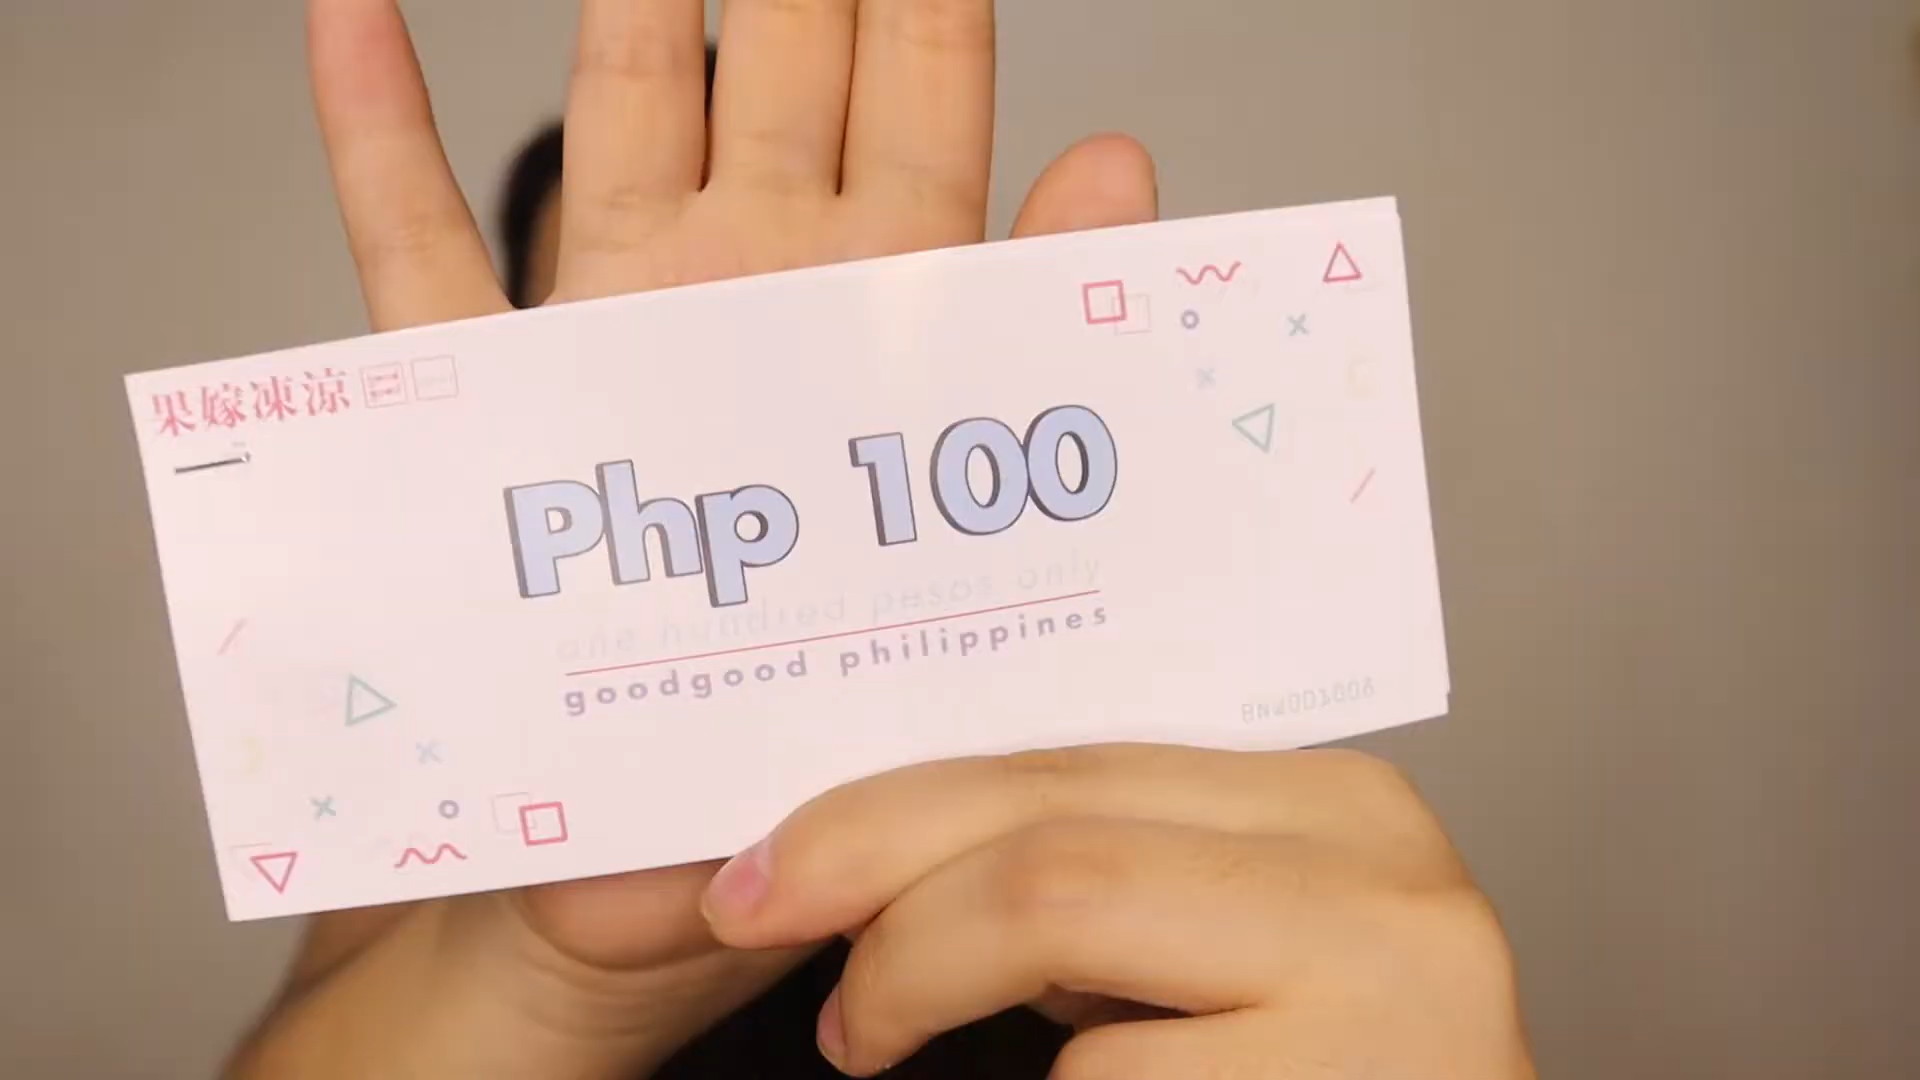 果嫁凍涼
Php 100
one hundred pesos only
goodgood philippines